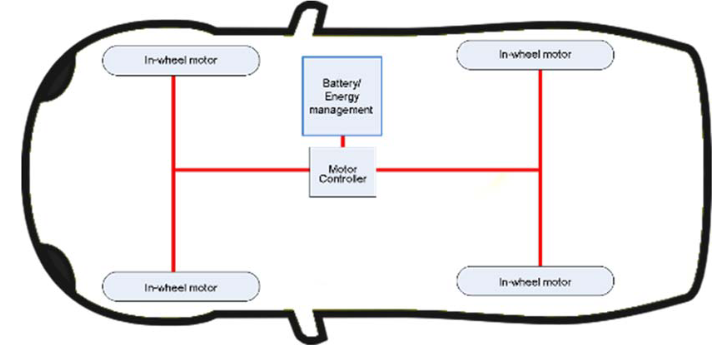 In-wheel motor
In-wheel motor
Battery/
Energy
management
Motor
Controller
In-wheel motor
In-wheel motor